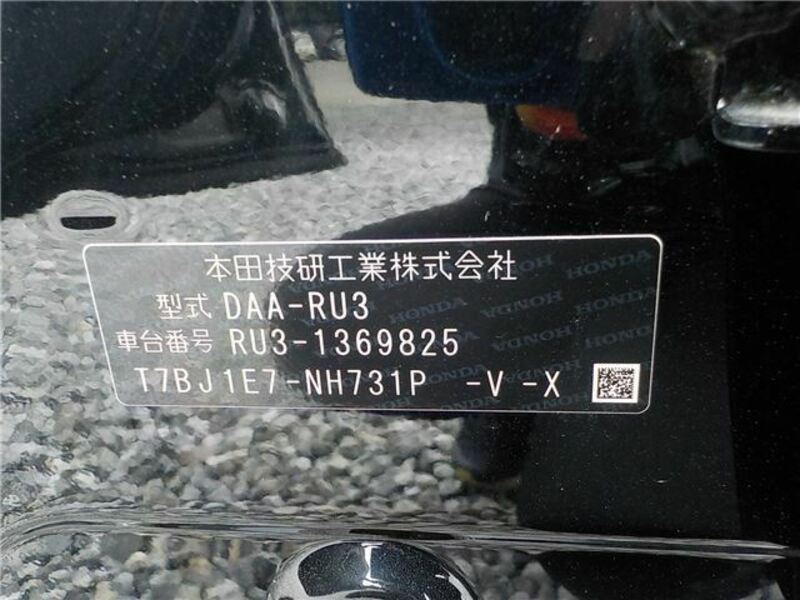 本田技研工業株式会社
型式 DAA-RU3
車台番号 RU3-1369825
T7BJ1E7-NH731P -V -X